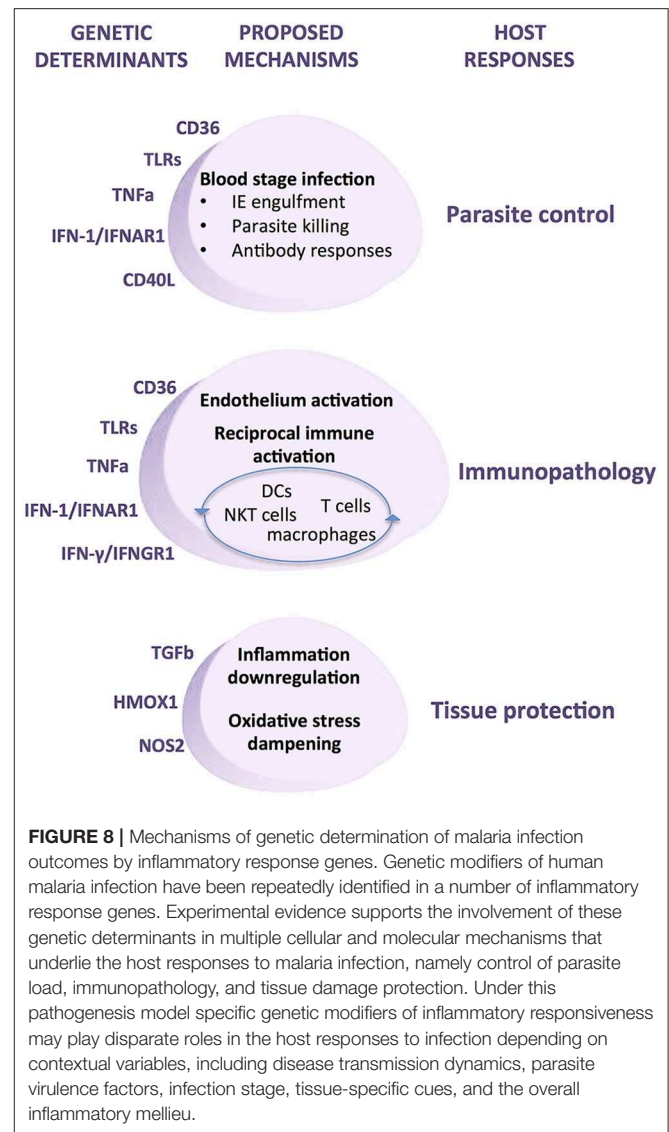 GENETIC DETERMINANTS
PROPOSED MECHANISMS
HOST RESPONSES
CD36
TLRs
TNFa
IFN-1/IFNAR1
CD40L
Blood stage infection
• IE engulfment
• Parasite killing
• Antibody responses
Parasite control
CD36
TLRs
TNFa
IFN-1/IFNAR1
IFN-γ/IFNGR1
Endothelium activation
Reciprocal immune
activation
DCs
NKT cells
T cells
macrophages
Immunopathology
TGFb
HMOX1
NOS2
Inflammation
downregulation
Oxidative stress
dampening
Tissue protection
FIGURE 8 | Mechanisms of genetic determination of malaria infection
outcomes by inflammatory response genes. Genetic modifiers of human
malaria infection have been repeatedly identified in a number of inflammatory
response genes. Experimental evidence supports the involvement of these
genetic determinants in multiple cellular and molecular mechanisms that
underlie the host responses to malaria infection, namely control of parasite
load, immunopathology, and tissue damage protection. Under this
pathogenesis model specific genetic modifiers of inflammatory responsiveness
may play disparate roles in the host responses to infection depending on
contextual variables, including disease transmission dynamics, parasite
virulence factors, infection stage, tissue-specific cues, and the overall
inflammatory mellieu.